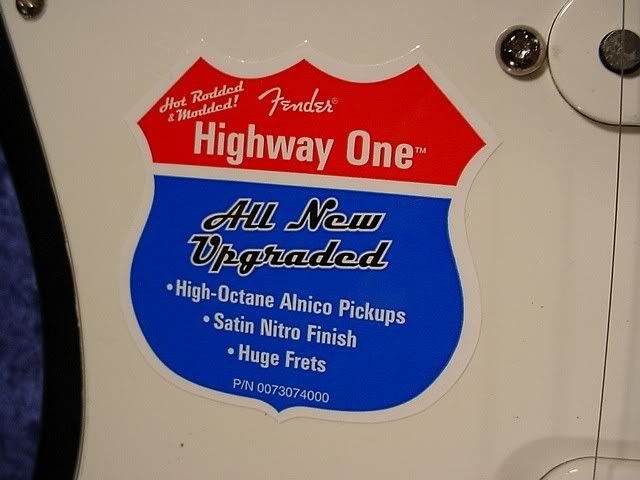 Hot Rodded
& Modded!
Fender®
Highway One™
All New
Upgraded
•High-Octane Alnico Pickups
•Satin Nitro Finish
•Huge Frets
P/N 0073074000